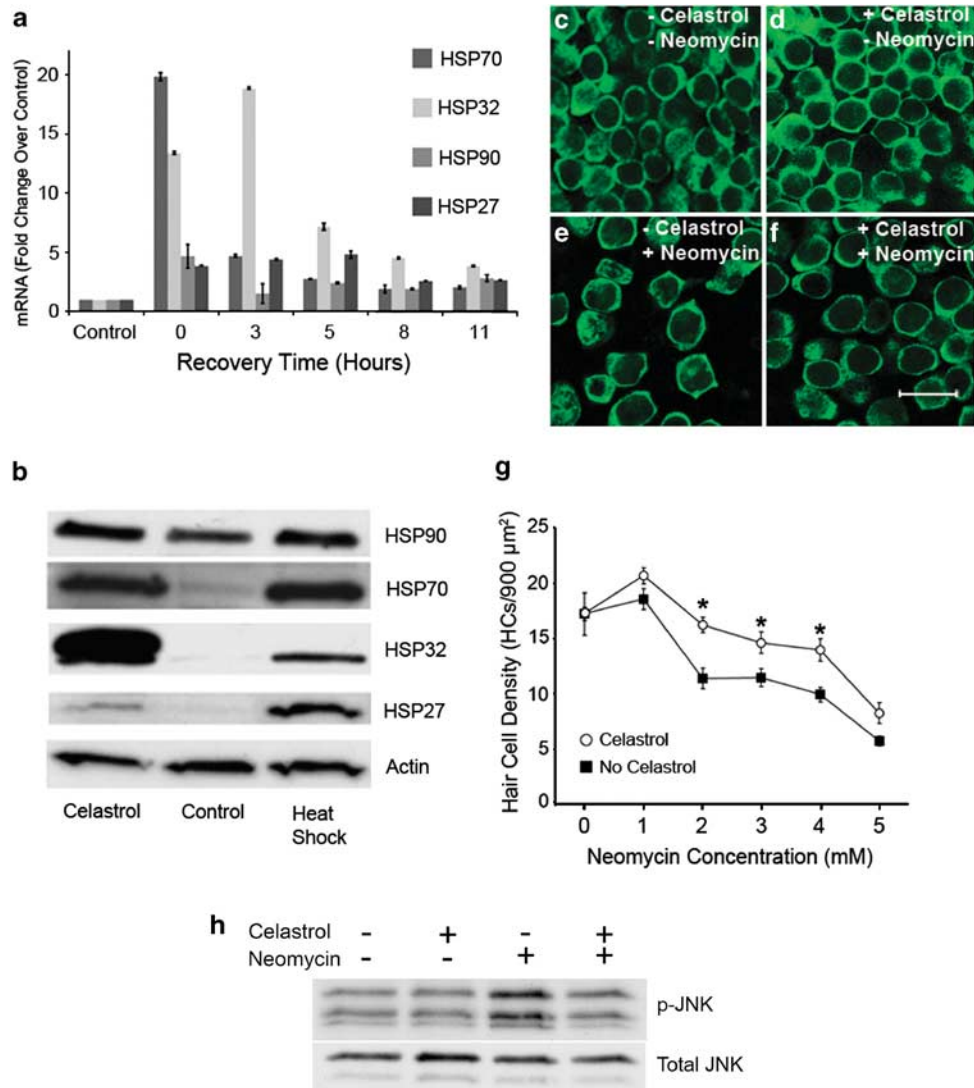 a
mRNA (Fold Change Over Control)
20
15
10
5
0
Control
0
3
5
8
11
Recovery Time (Hours)
HSP70
HSP32
HSP90
HSP27
c
- Celastrol
- Neomycin
d
+ Celastrol
- Neomycin
e
- Celastrol
+ Neomycin
f
+ Celastrol
+ Neomycin
b
HSP90
HSP70
HSP32
HSP27
Actin
Celastrol
Control
Heat
Shock
g
Hair Cell Density (HCs/900 µm²)
25
20
15
10
5
0
* * *
Celastrol
No Celastrol
0 1 2 3 4 5
Neomycin Concentration (mM)
h
Celastrol - + - +
Neomycin - - + +
p-JNK
Total JNK